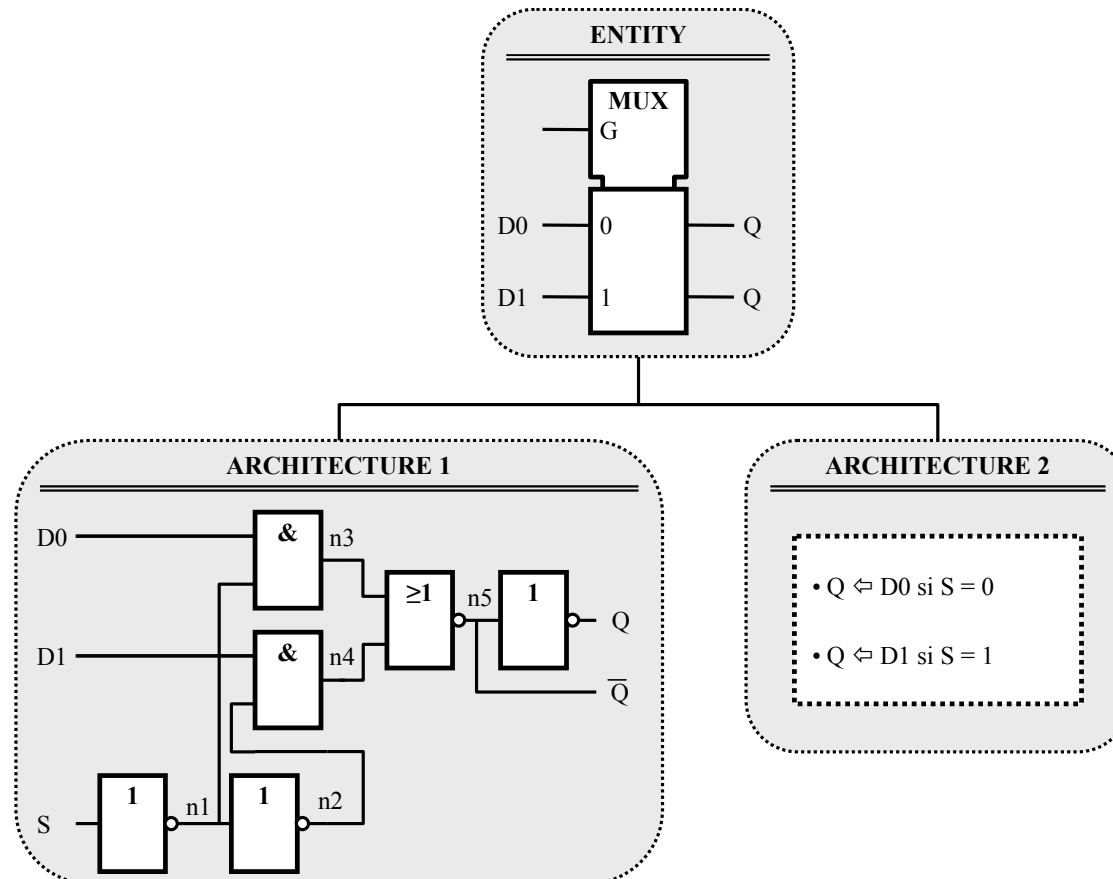 ENTITY
MUX
G
D0 0 Q
D1 1 Q
ARCHITECTURE 1
D0 & n3
≥1 n5 1 Q
D1 & n4
Q̅
S 1 n1 1 n2
ARCHITECTURE 2
• Q ⇦ D0 si S = 0
• Q ⇦ D1 si S = 1